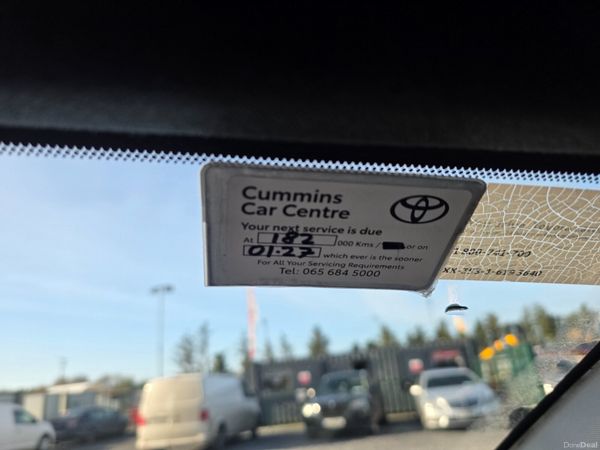 Cummins
Car Centre
Your next service is due
At 182 000 Kms / or on
01.27 which ever is the sooner
For All Your Servicing Requirements
Tel: 065 684 5000
DoneDeal